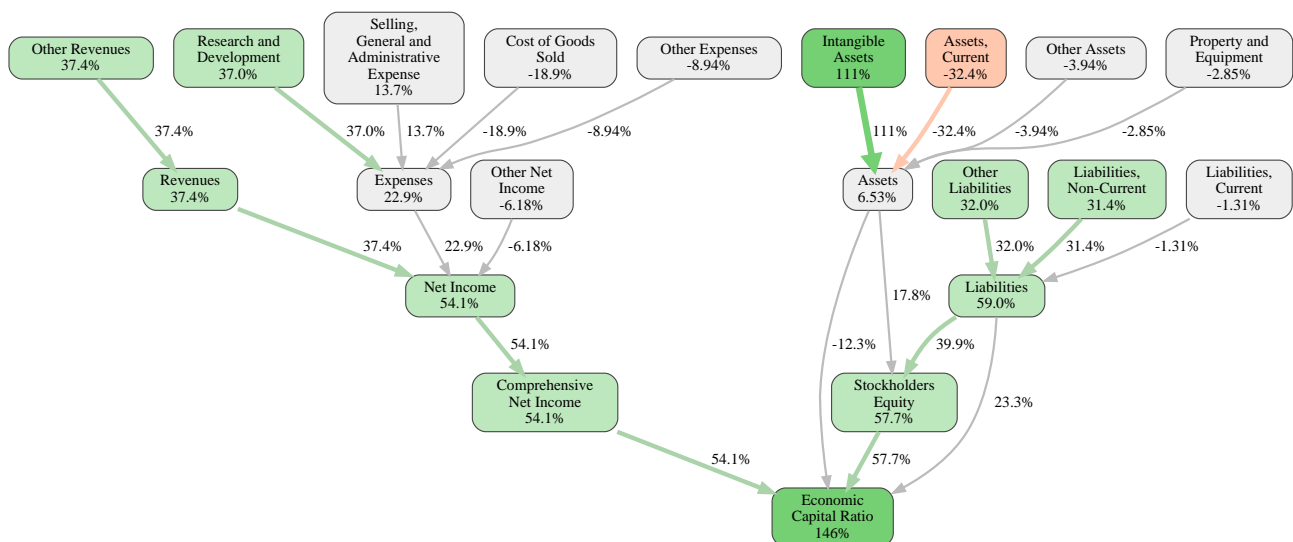 Other Revenues
37.4%
Research and
Development
37.0%
Selling,
General and
Administrative
Expense
13.7%
Cost of Goods
Sold
-18.9%
Other Expenses
-8.94%
Intangible
Assets
111%
Assets,
Current
-32.4%
Other Assets
-3.94%
Property and
Equipment
-2.85%
37.4%
37.0%
13.7%
-18.9%
-8.94%
111%
-32.4%
-3.94%
-2.85%
Revenues
37.4%
Expenses
22.9%
Other Net
Income
-6.18%
Assets
6.53%
Other
Liabilities
32.0%
Liabilities,
Non-Current
31.4%
Liabilities,
Current
-1.31%
37.4%
22.9%
-6.18%
32.0%
31.4%
-1.31%
Net Income
54.1%
17.8%
Liabilities
59.0%
54.1%
-12.3%
39.9%
Comprehensive
Net Income
54.1%
Stockholders
Equity
57.7%
23.3%
54.1%
57.7%
Economic
Capital Ratio
146%